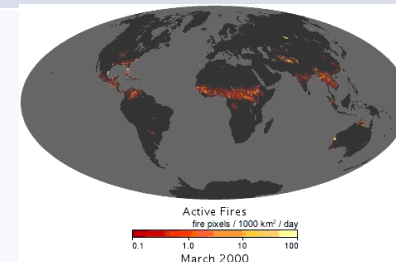 Active Fires
fire pixels / 1000 km² / day
0.1 1.0 10 100
March 2000